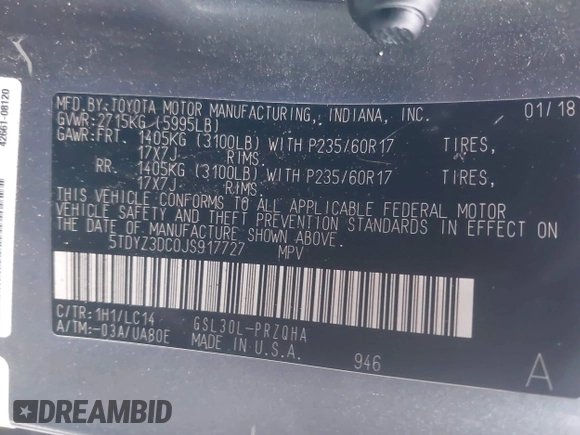 MFD.BY:TOYOTA MOTOR MANUFACTURING, INDIANA, INC. 01/18
GVWR:2715KG (5995LB)
GAWR:FRT. 1405KG (3100LB) WITH P235/60R17 TIRES,
17X7J RIMS.
RR. 1405KG (3100LB) WITH P235/60R17 TIRES,
17X7J RIMS.
THIS VEHICLE CONFORMS TO ALL APPLICABLE FEDERAL MOTOR
VEHICLE SAFETY AND THEFT PREVENTION STANDARDS IN EFFECT ON
THE DATE OF MANUFACTURE SHOWN ABOVE.
5TDYZ3DC0JS917727 MPV
C/TR:1H1/LC14 GSL30L-PRZQHA
A/TM:-03A/UA80E MADE IN U.S.A. 946 A
42661-08120
DREAMBID